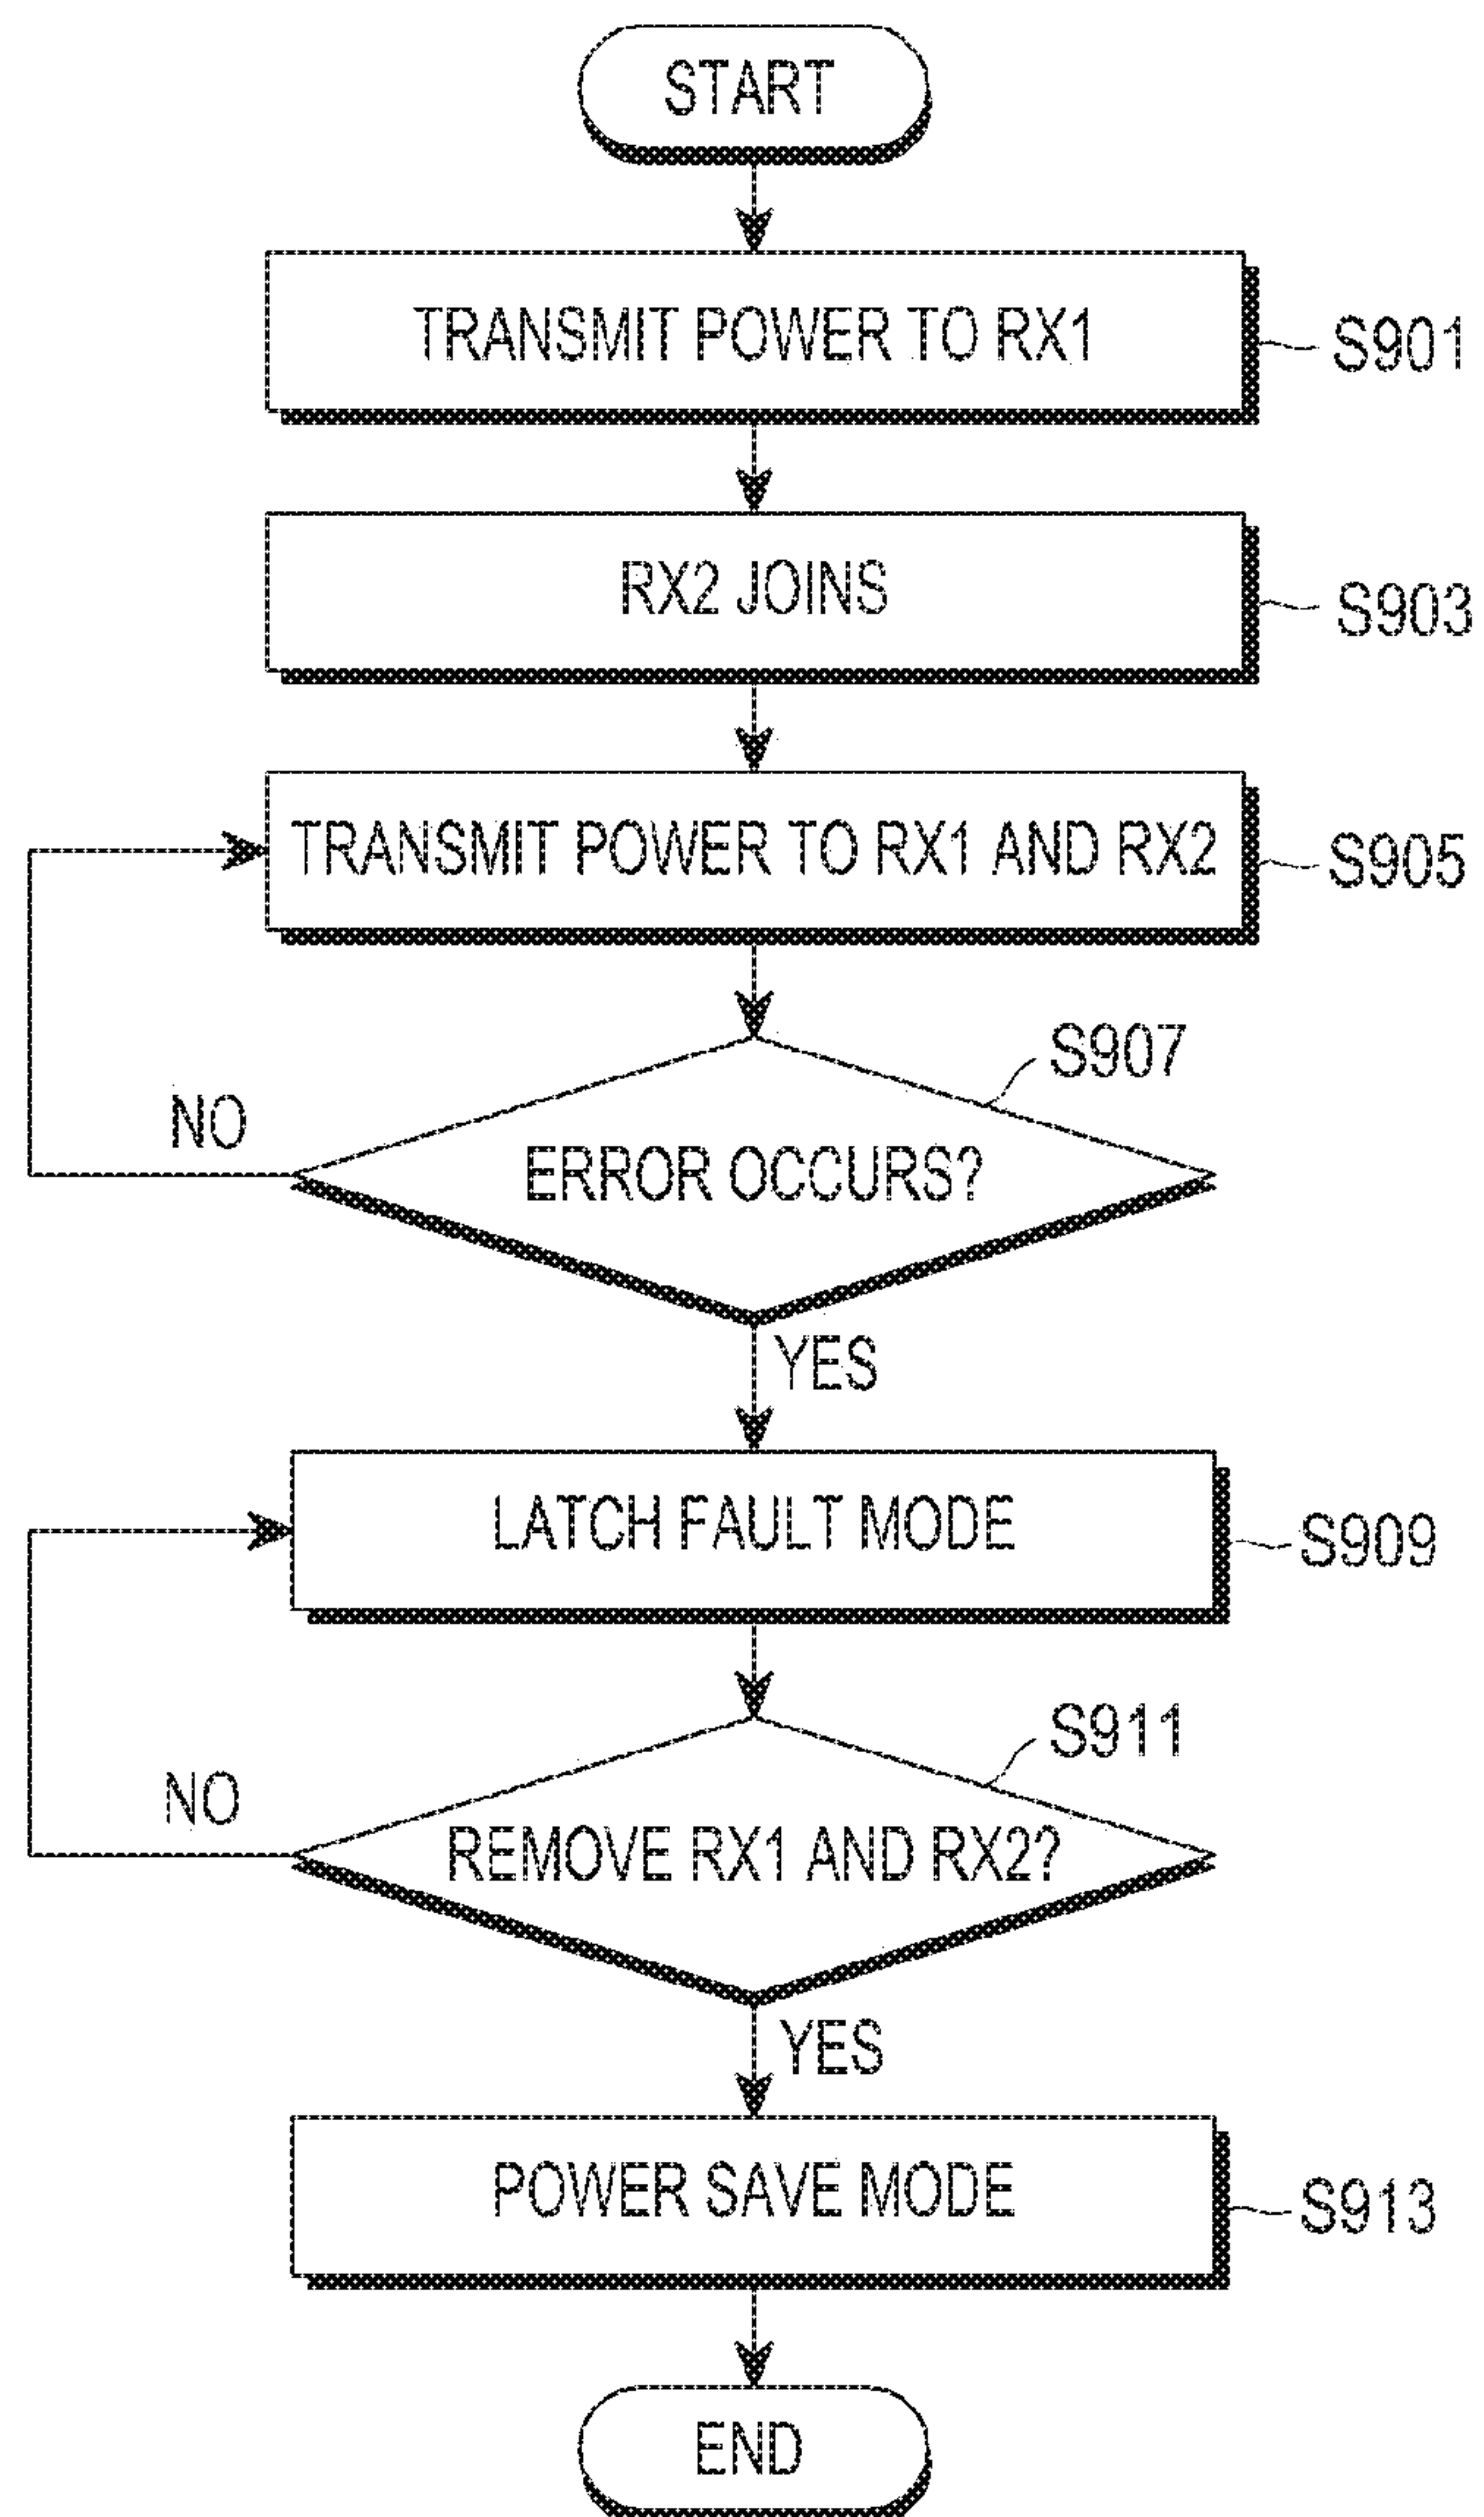 START
TRANSMIT POWER TO RX1
S901
RX2 JOINS
S903
TRANSMIT POWER TO RX1 AND RX2
S905
S907
NO
ERROR OCCURS?
YES
LATCH FAULT MODE
S909
S911
NO
REMOVE RX1 AND RX2?
YES
POWER SAVE MODE
S913
END